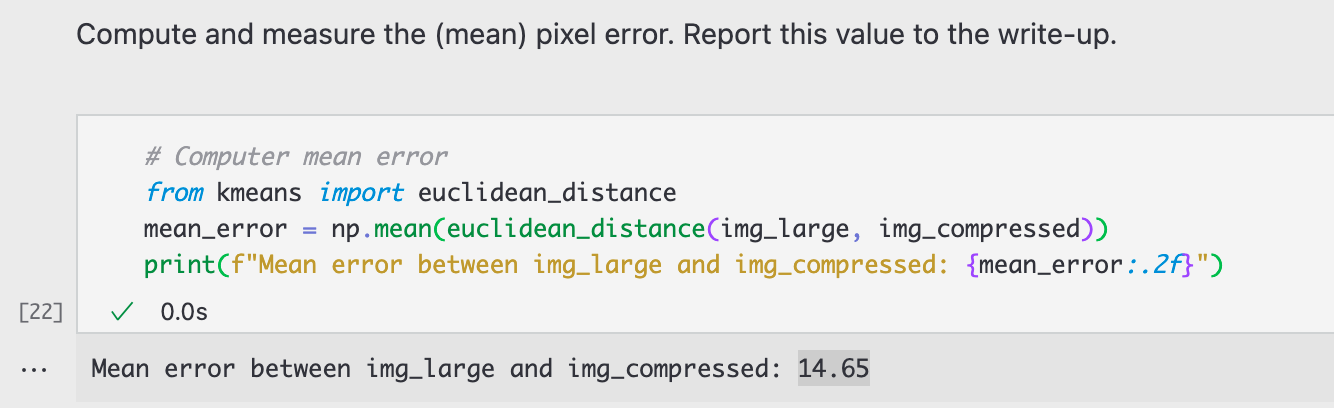 Compute and measure the (mean) pixel error. Report this value to the write-up.
# Computer mean error
from kmeans import euclidean_distance
mean_error = np.mean(euclidean_distance(img_large, img_compressed))
print(f"Mean error between img_large and img_compressed: {mean_error:.2f}")
[22] ✓ 0.0s
... Mean error between img_large and img_compressed: 14.65